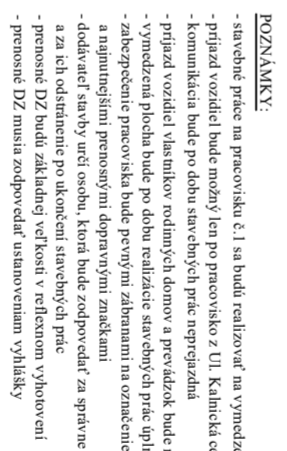 POZNÁMKY:
- stavebné práce na pracovisku č.1 sa budú realizovať na vymedze
- príjazd vozidiel bude možný len po pracovisko z Ul. Kalnická ce
- komunikácia bude po dobu stavebných prác neprejazdná
- príjazd vozidiel vlastníkov rodinných domov a prevádzok bude r
- vymedzená plocha bude po dobu realizácie stavebných prác úpln
- zabezpečenie pracoviska bude pevnými zábranami na označenie
a najnutnejšími prenosnými dopravnými značkami
- dodávateľ stavby určí osobu, ktorá bude zodpovedať za správne
a za ich odstránenie po ukončení stavebných prác
- prenosné DZ budú základnej veľkosti v reflexnom vyhotovení
- prenosné DZ musia zodpovedať ustanoveniam vyhlášky